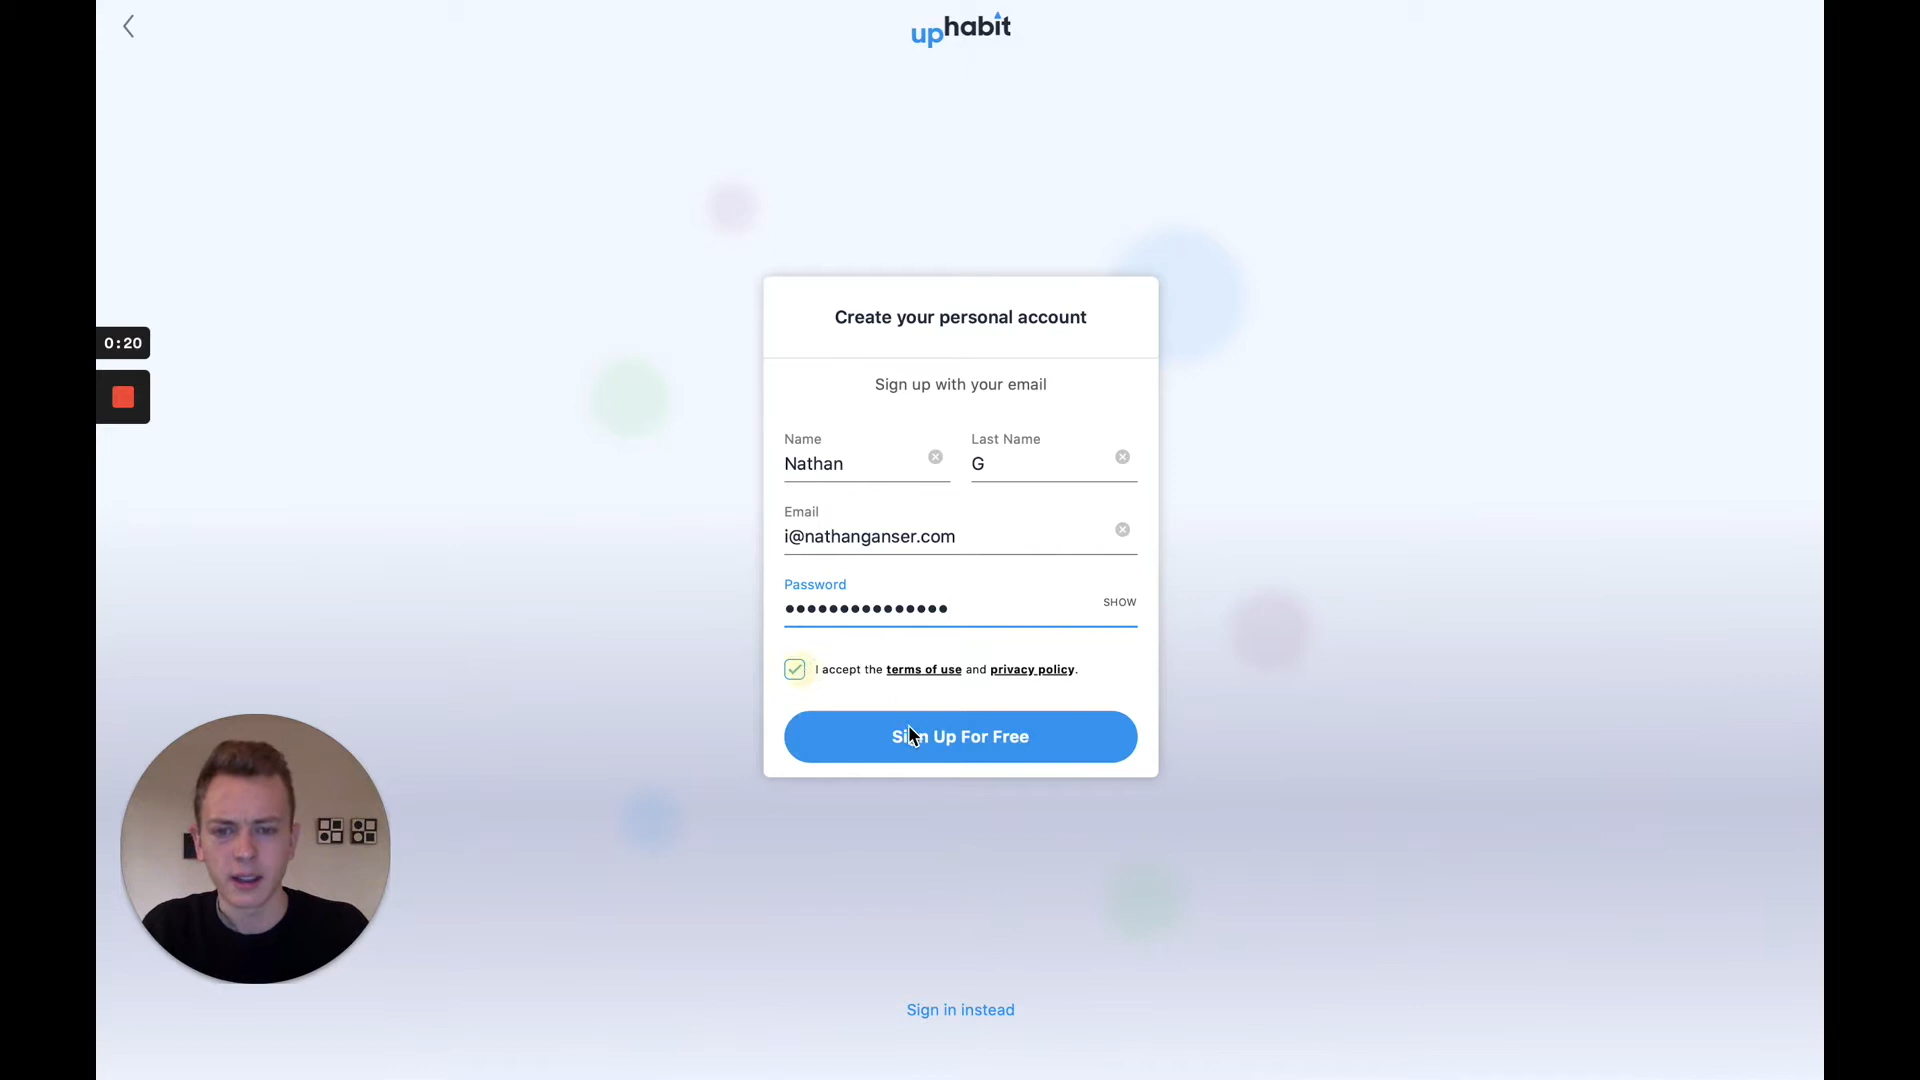 uphabit
Create your personal account
0:20
Sign up with your email
Name
Last Name
Nathan
G
Email
i@nathanganser.com
Password
●●●●●●●●●●●●●●●
SHOW
I accept the terms of use and privacy policy.
Sign Up For Free
Sign in instead